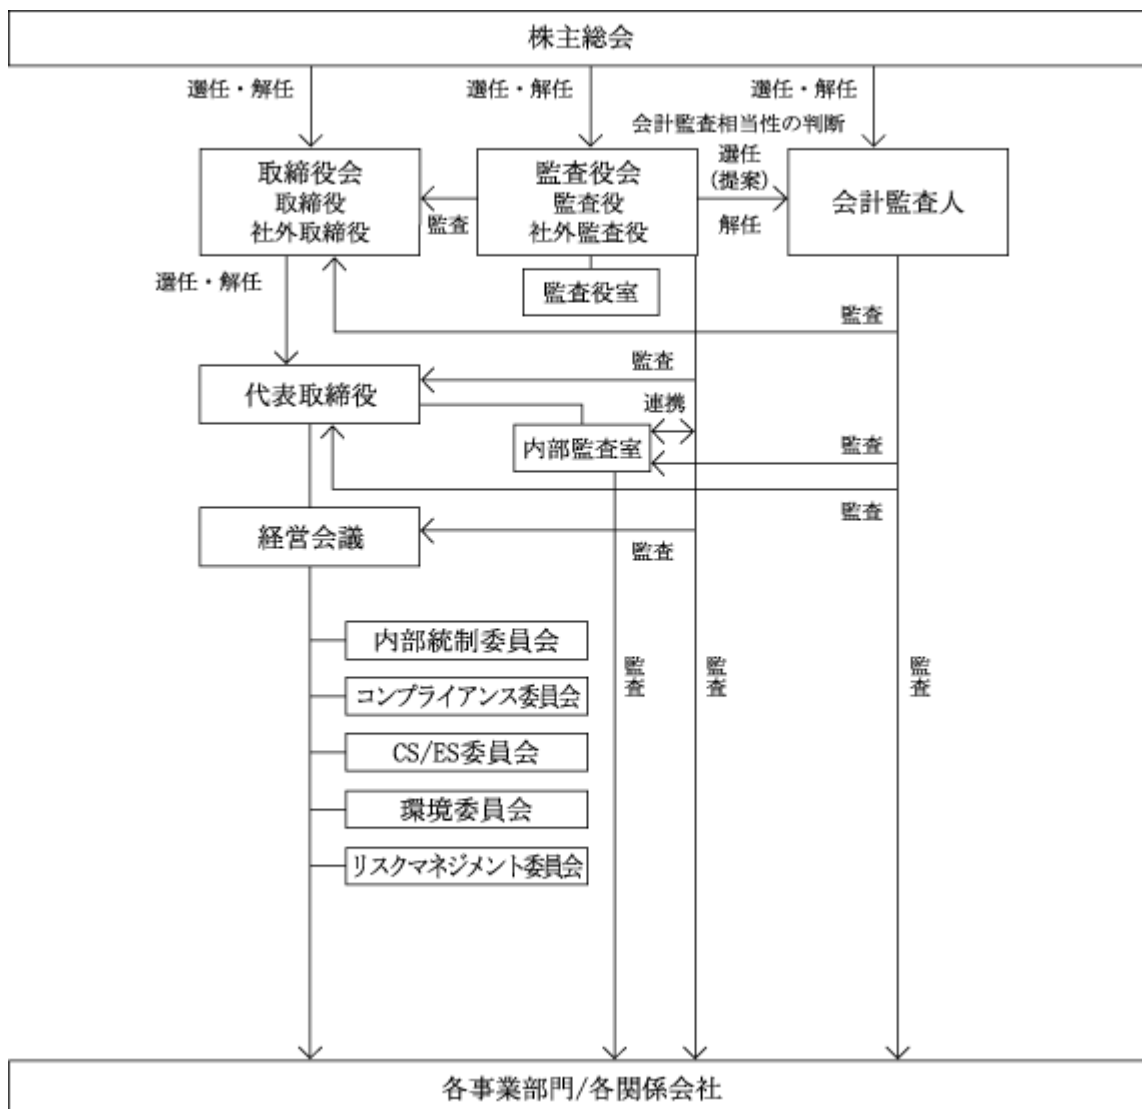 株主総会
選任・解任
選任・解任
選任・解任
会計監査相当性の判断
取締役会
取締役
社外取締役
監査
監査役会
監査役
社外監査役
選任
(提案)
解任
会計監査人
選任・解任
監査役室
監査
監査
代表取締役
連携
内部監査室
監査
監査
経営会議
監査
内部統制委員会
コンプライアンス委員会
CS/ES委員会
環境委員会
リスクマネジメント委員会
監査
監査
監査
各事業部門/各関係会社